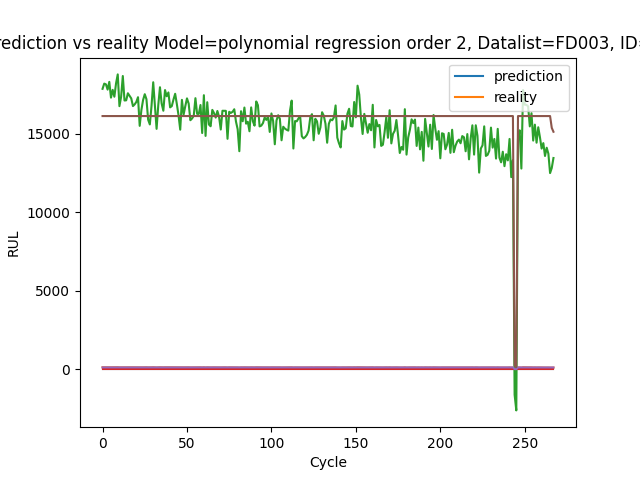 rediction vs reality Model=polynomial regression order 2, Datalist=FD003, ID=
prediction
reality
15000
10000
5000
0
RUL
0 50 100 150 200 250
Cycle